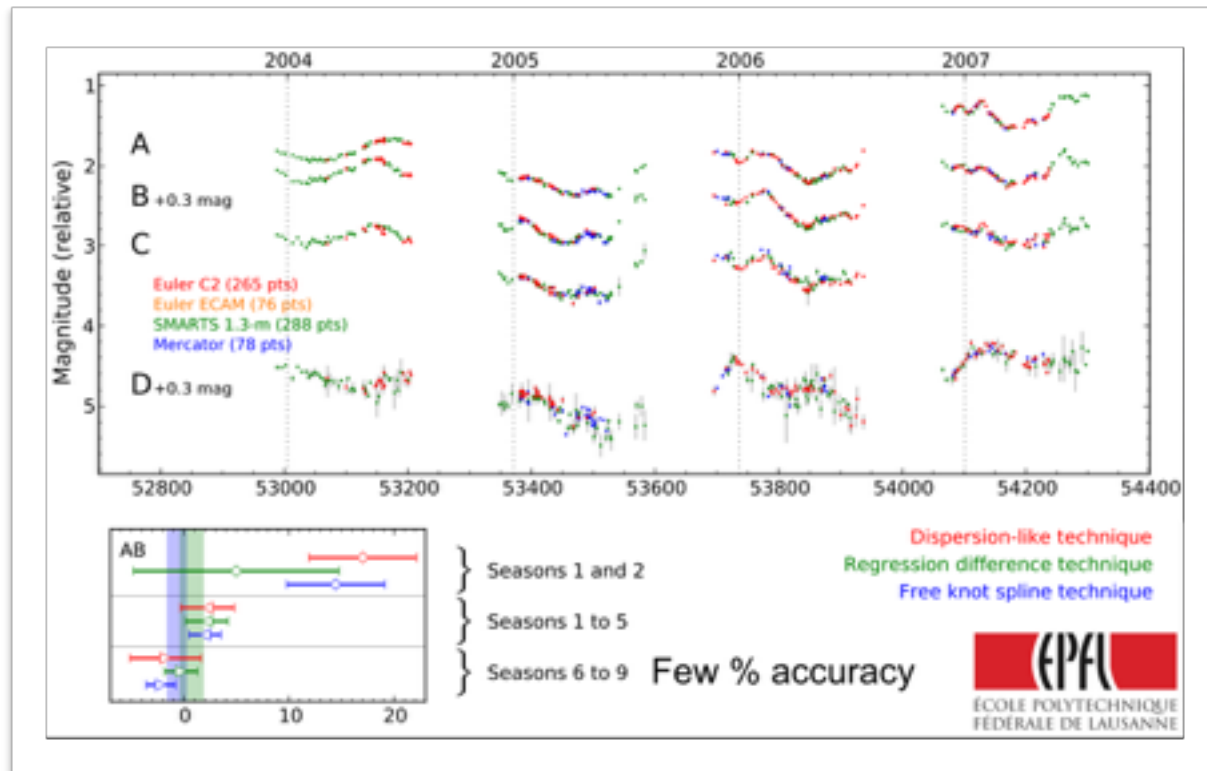 2004 2005 2006 2007
1
A
2
B +0.3 mag
3
C
Magnitude (relative)
Euler C2 (265 pts)
Euler ECAM (76 pts)
SMARTS 1.3-m (288 pts)
Mercator (78 pts)
4
D +0.3 mag
5
52800 53000 53200 53400 53600 53800 54000 54200 54400
AB
Seasons 1 and 2
Seasons 1 to 5
Seasons 6 to 9
0 10 20
Few % accuracy
Dispersion-like technique
Regression difference technique
Free knot spline technique
EPFL
ÉCOLE POLYTECHNIQUE
FÉDÉRALE DE LAUSANNE